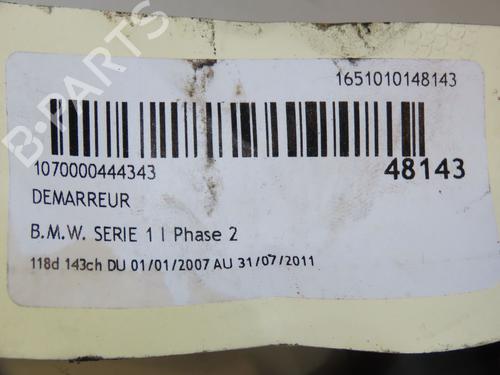 1651010148143
1070000444343
48143
DEMARREUR
B.M.W. SERIE 1 I Phase 2
118d 143ch DU 01/01/2007 AU 31/07/2011
B-PARTS